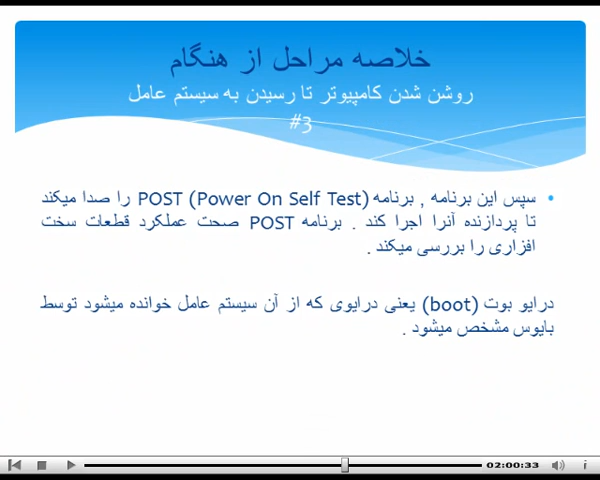 خلاصه مراحل از هنگام
روشن شدن کامپیوتر تا رسیدن به سیستم عامل
#3
• سپس این برنامه , برنامه POST (Power On Self Test) را صدا میکند
تا پردازنده آنرا اجرا کند . برنامه POST صحت عملکرد قطعات سخت
افزاری را بررسی میکند .
درایو بوت (boot) یعنی درایوی که از آن سیستم عامل خوانده میشود توسط
بایوس مشخص میشود .
02:00:33